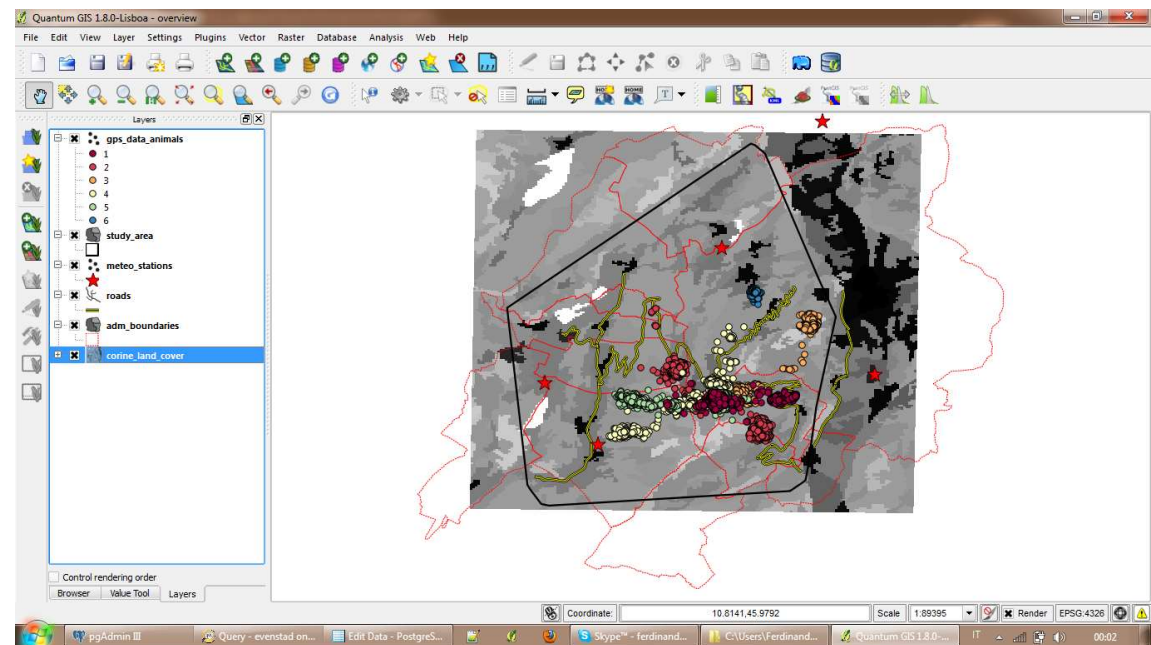 Quantum GIS 1.8.0-Lisboa - overview
File Edit View Layer Settings Plugins Vector Raster Database Analysis Web Help
Layers
gps_data_animals
1
2
3
4
5
6
study_area
meteo_stations
roads
adm_boundaries
corine_land_cover
Control rendering order
Browser Value Tool Layers
Coordinate: 10.8141,45.9792 Scale 1:89395 Render EPSG:4326
pgAdmin III Query - evenstad on... Edit Data - PostgreS... Skype™ - ferdinand... C:\Users\Ferdinand... Quantum GIS 1.8.0-... IT 00:02